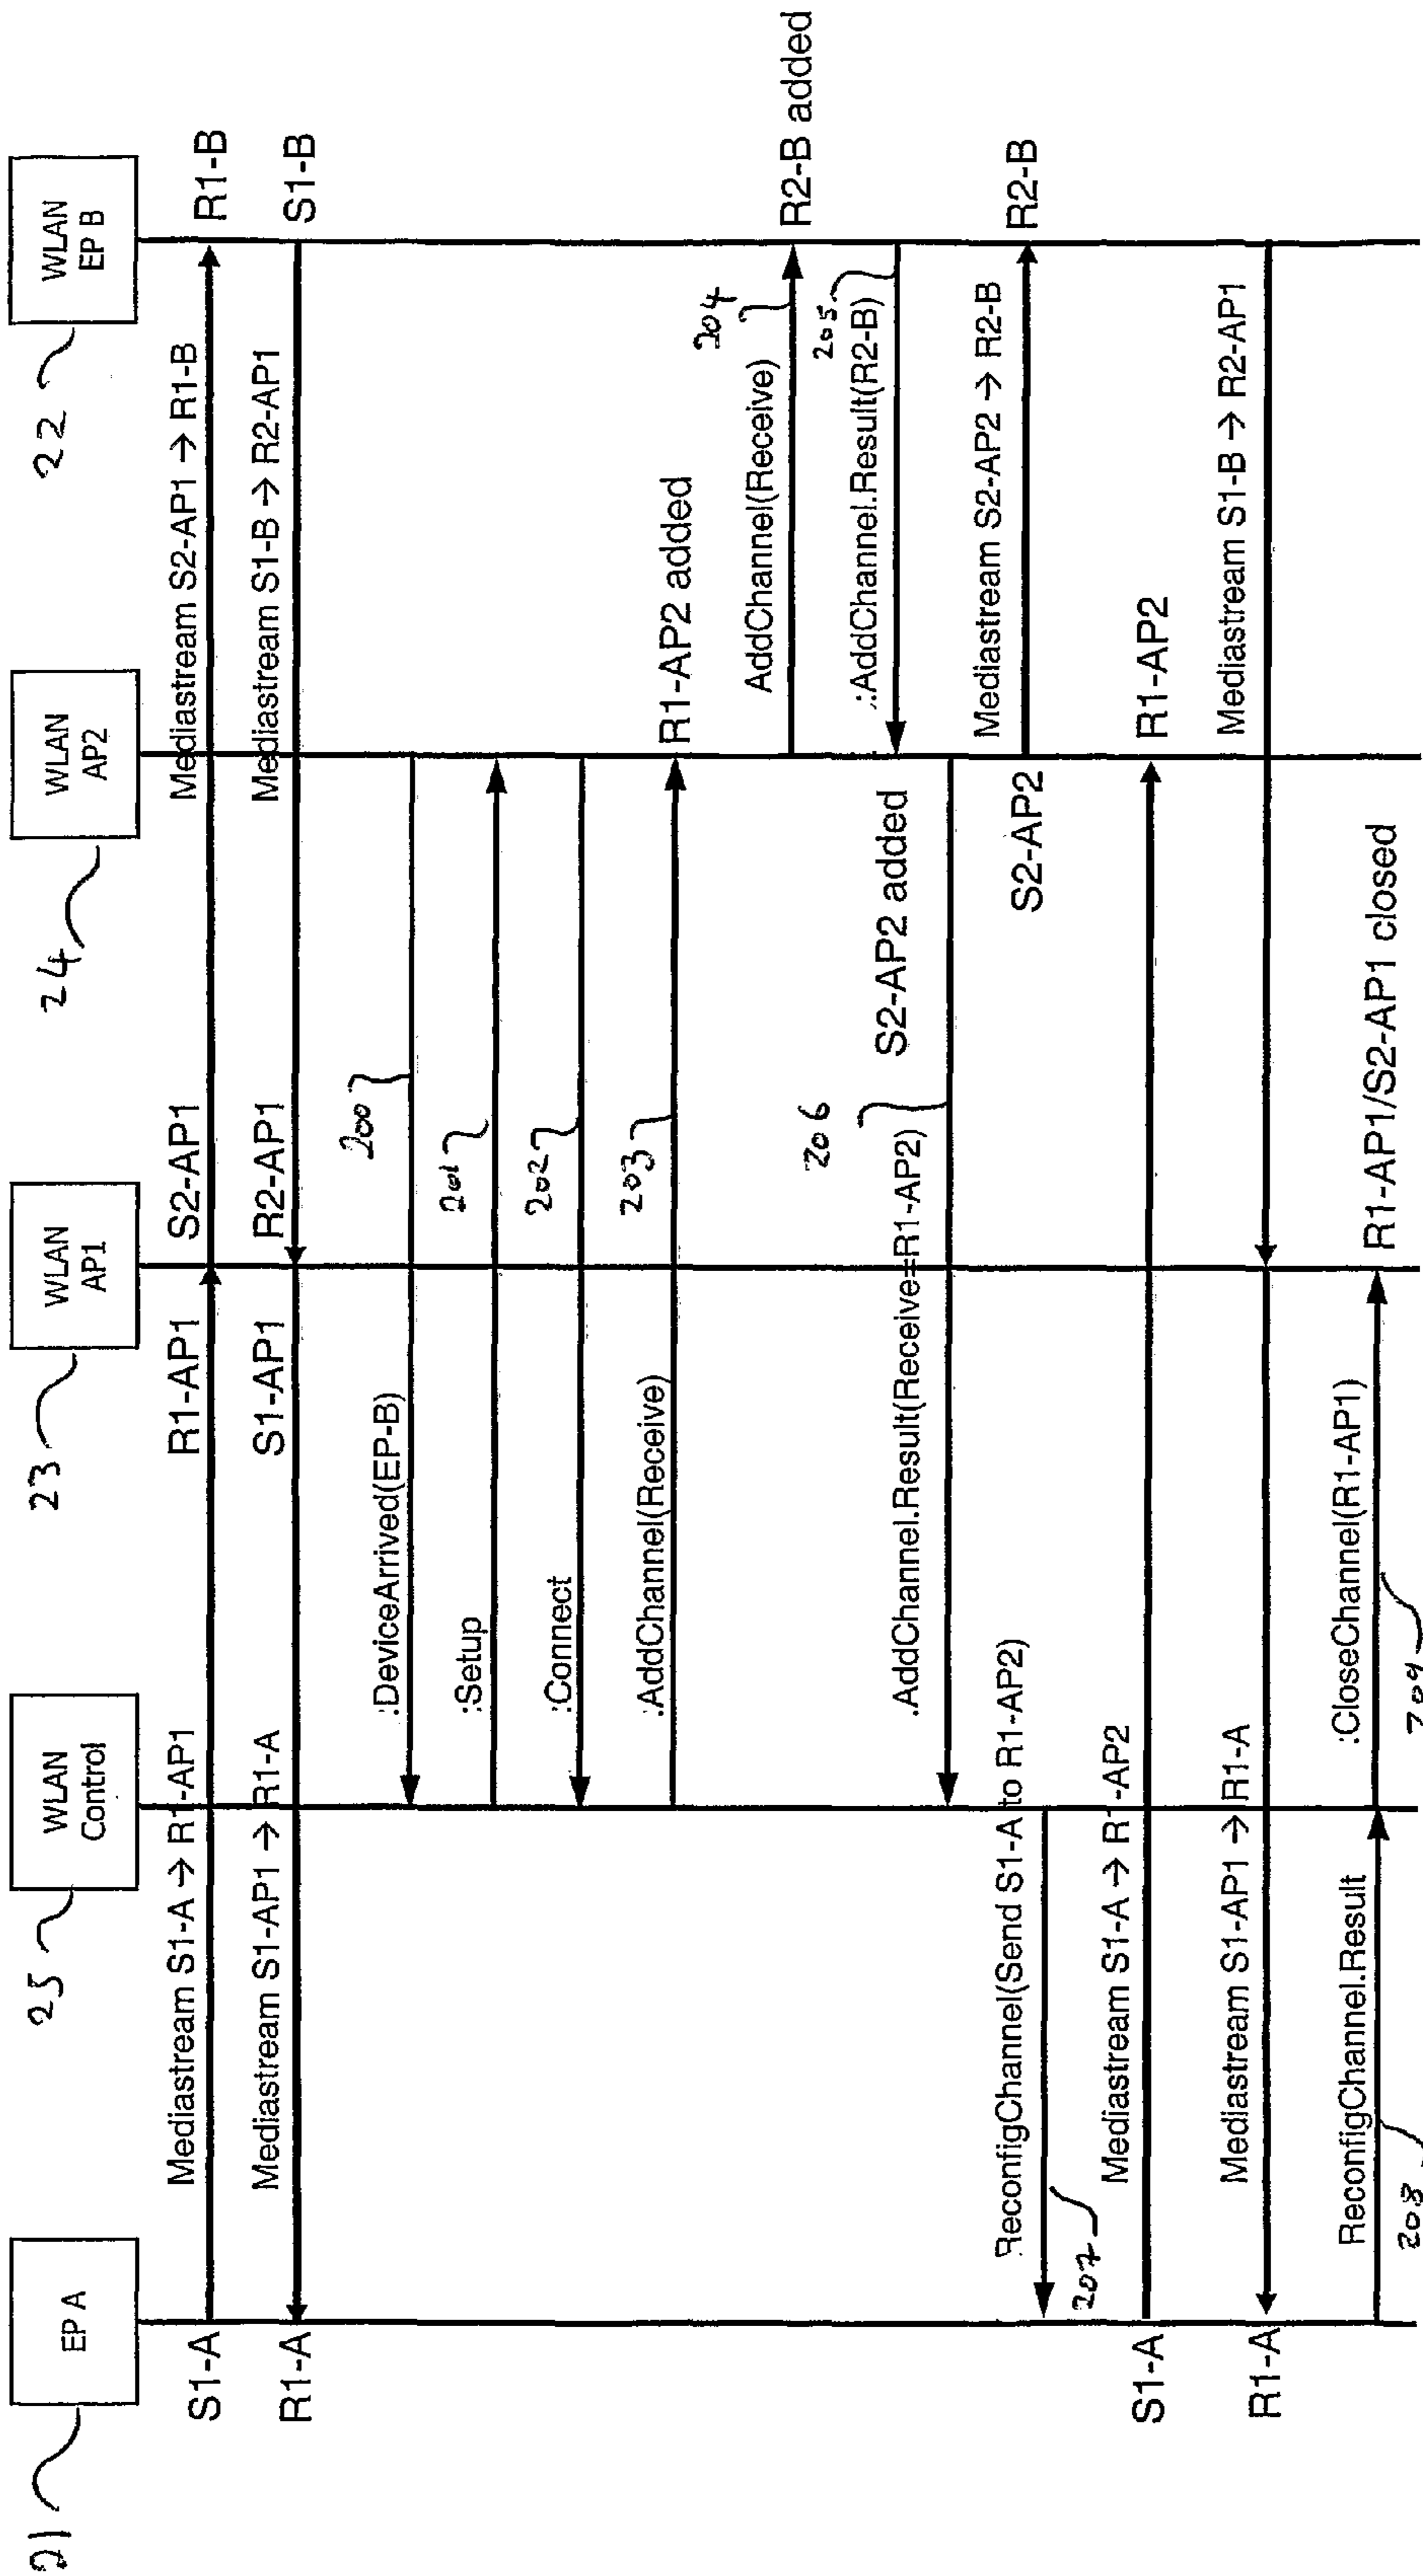 21
EP A
25
WLAN
Control
23
WLAN
AP1
24
WLAN
AP2
22
WLAN
EP B
Mediastream S1-A → R1-AP1
Mediastream S2-AP1 → R1-B
S1-A
R1-AP1
S2-AP1
R1-B
Mediastream S1-AP1 → R1-A
Mediastream S1-B → R2-AP1
R1-A
S1-AP1
R2-AP1
S1-B
:DeviceArrived(EP-B)
200
:Setup
201
:Connect
202
:AddChannel(Receive)
203
R1-AP2 added
AddChannel(Receive)
204
R2-B added
:AddChannel.Result(R2-B)
205
S2-AP2 added
.AddChannel.Result(Receive=R1-AP2)
206
Mediastream S2-AP2 → R2-B
S2-AP2
R2-B
ReconfigChannel(Send S1-A to R1-AP2)
207
Mediastream S1-A → R1-AP2
S1-A
R1-AP2
Mediastream S1-AP1 → R1-A
Mediastream S1-B → R2-AP1
R1-A
ReconfigChannel.Result
208
:CloseChannel(R1-AP1)
209
R1-AP1/S2-AP1 closed